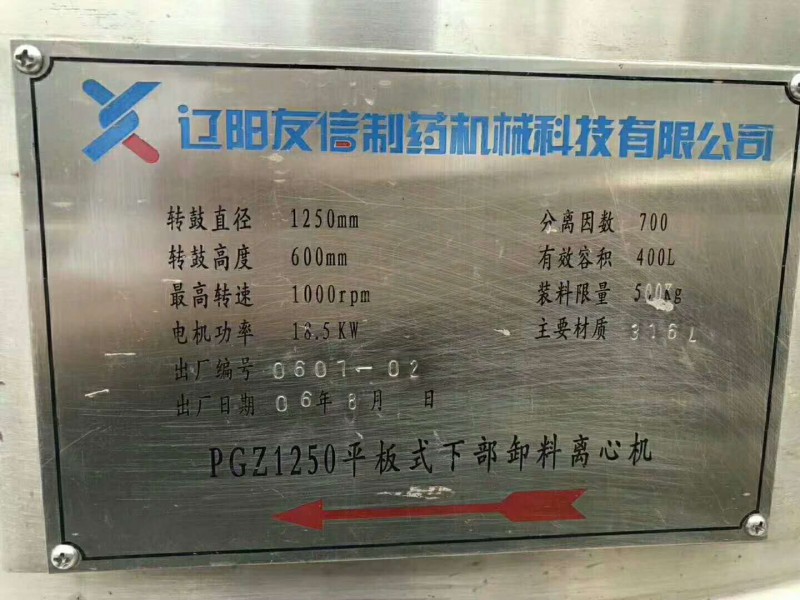 辽阳友信制药机械科技有限公司
转鼓直径 1250mm 分离因数 700
转鼓高度 600mm 有效容积 400L
最高转速 1000rpm 装料限量 500Kg
电机功率 18.5KW 主要材质 316L
出厂编号 0607-02
出厂日期 06年8月 日
PGZ1250平板式下部卸料离心机